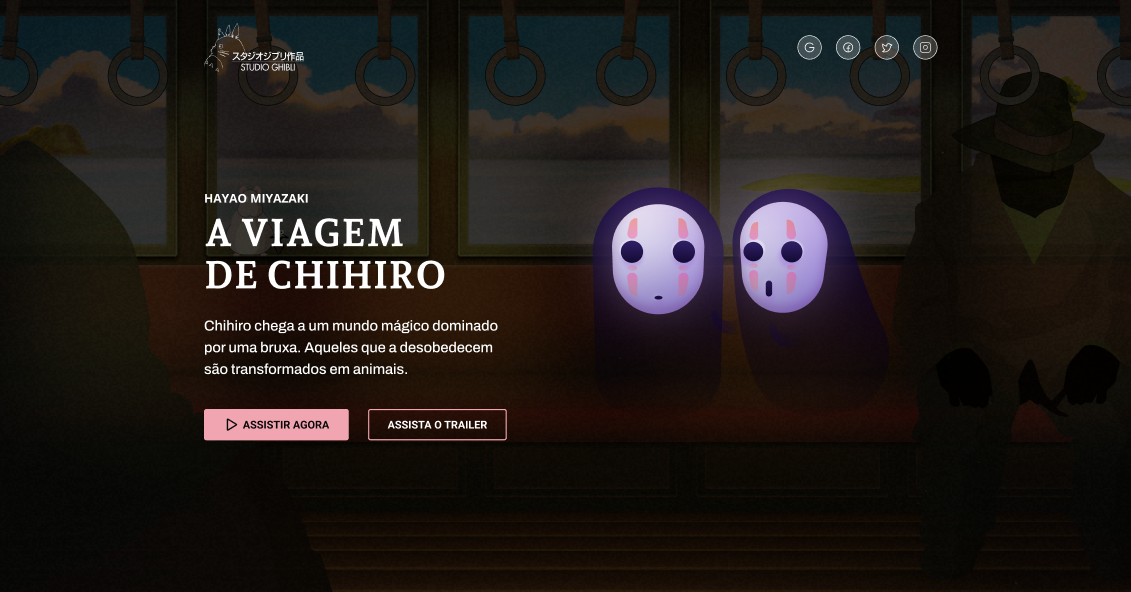 スタジオジブリ作品
STUDIO GHIBLI
HAYAO MIYAZAKI
A VIAGEM
DE CHIHIRO
Chihiro chega a um mundo mágico dominado
por uma bruxa. Aqueles que a desobedecem
são transformados em animais.
ASSISTIR AGORA
ASSISTA O TRAILER